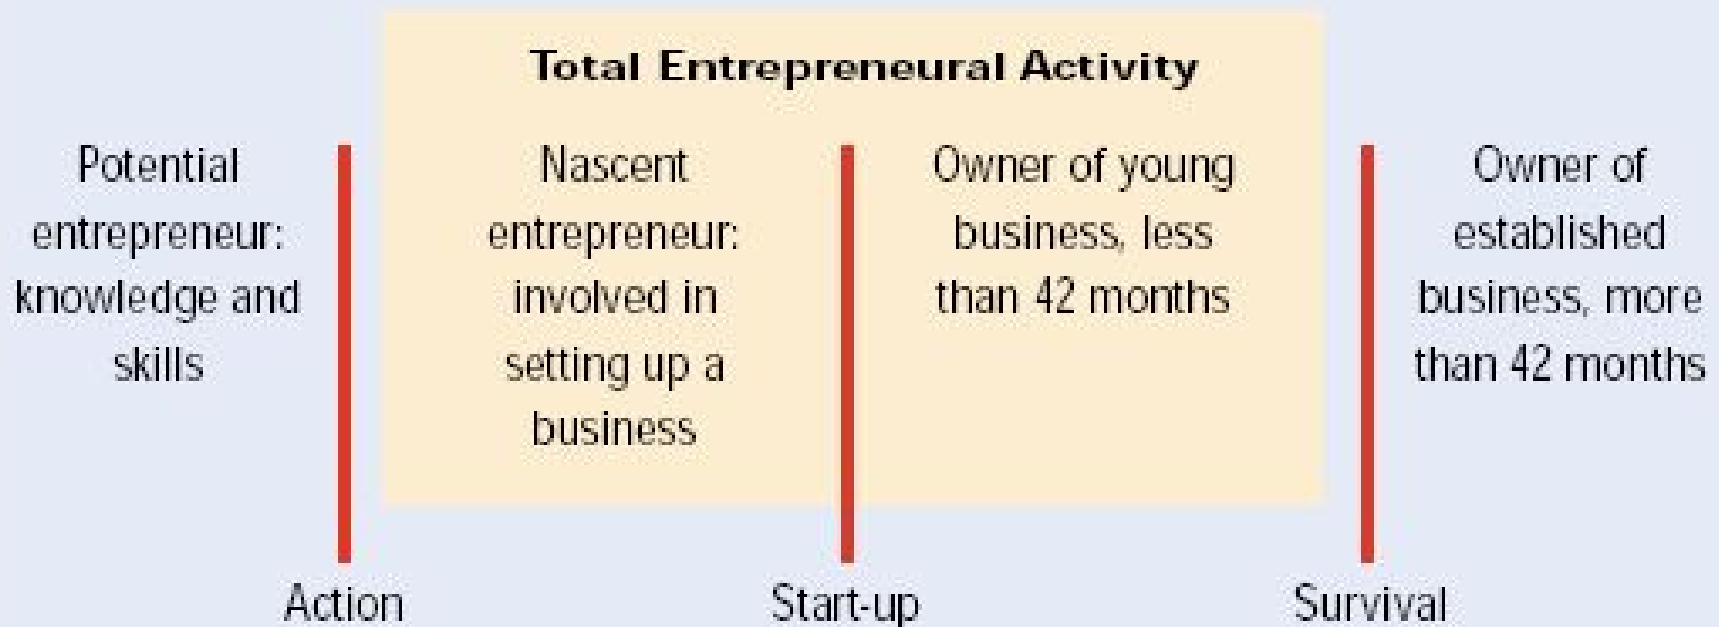 Total Entrepreneural Activity
Potential
entrepreneur:
knowledge and
skills
Nascent
entrepreneur:
involved in
setting up a
business
Owner of young
business, less
than 42 months
Owner of
established
business, more
than 42 months
Action
Start-up
Survival